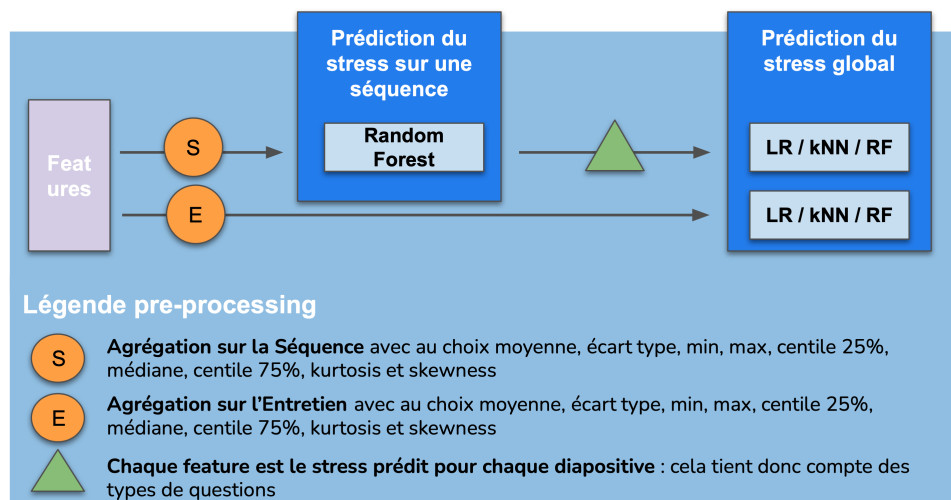 Prédiction du
stress sur une
séquence
Prédiction du
stress global
Feat
ures
S
Random
Forest
LR / kNN / RF
E
LR / kNN / RF
Légende pre-processing
S
Agrégation sur la Séquence avec au choix moyenne, écart type, min, max, centile 25%,
médiane, centile 75%, kurtosis et skewness
E
Agrégation sur l'Entretien avec au choix moyenne, écart type, min, max, centile 25%,
médiane, centile 75%, kurtosis et skewness
Chaque feature est le stress prédit pour chaque diapositive : cela tient donc compte des
types de questions